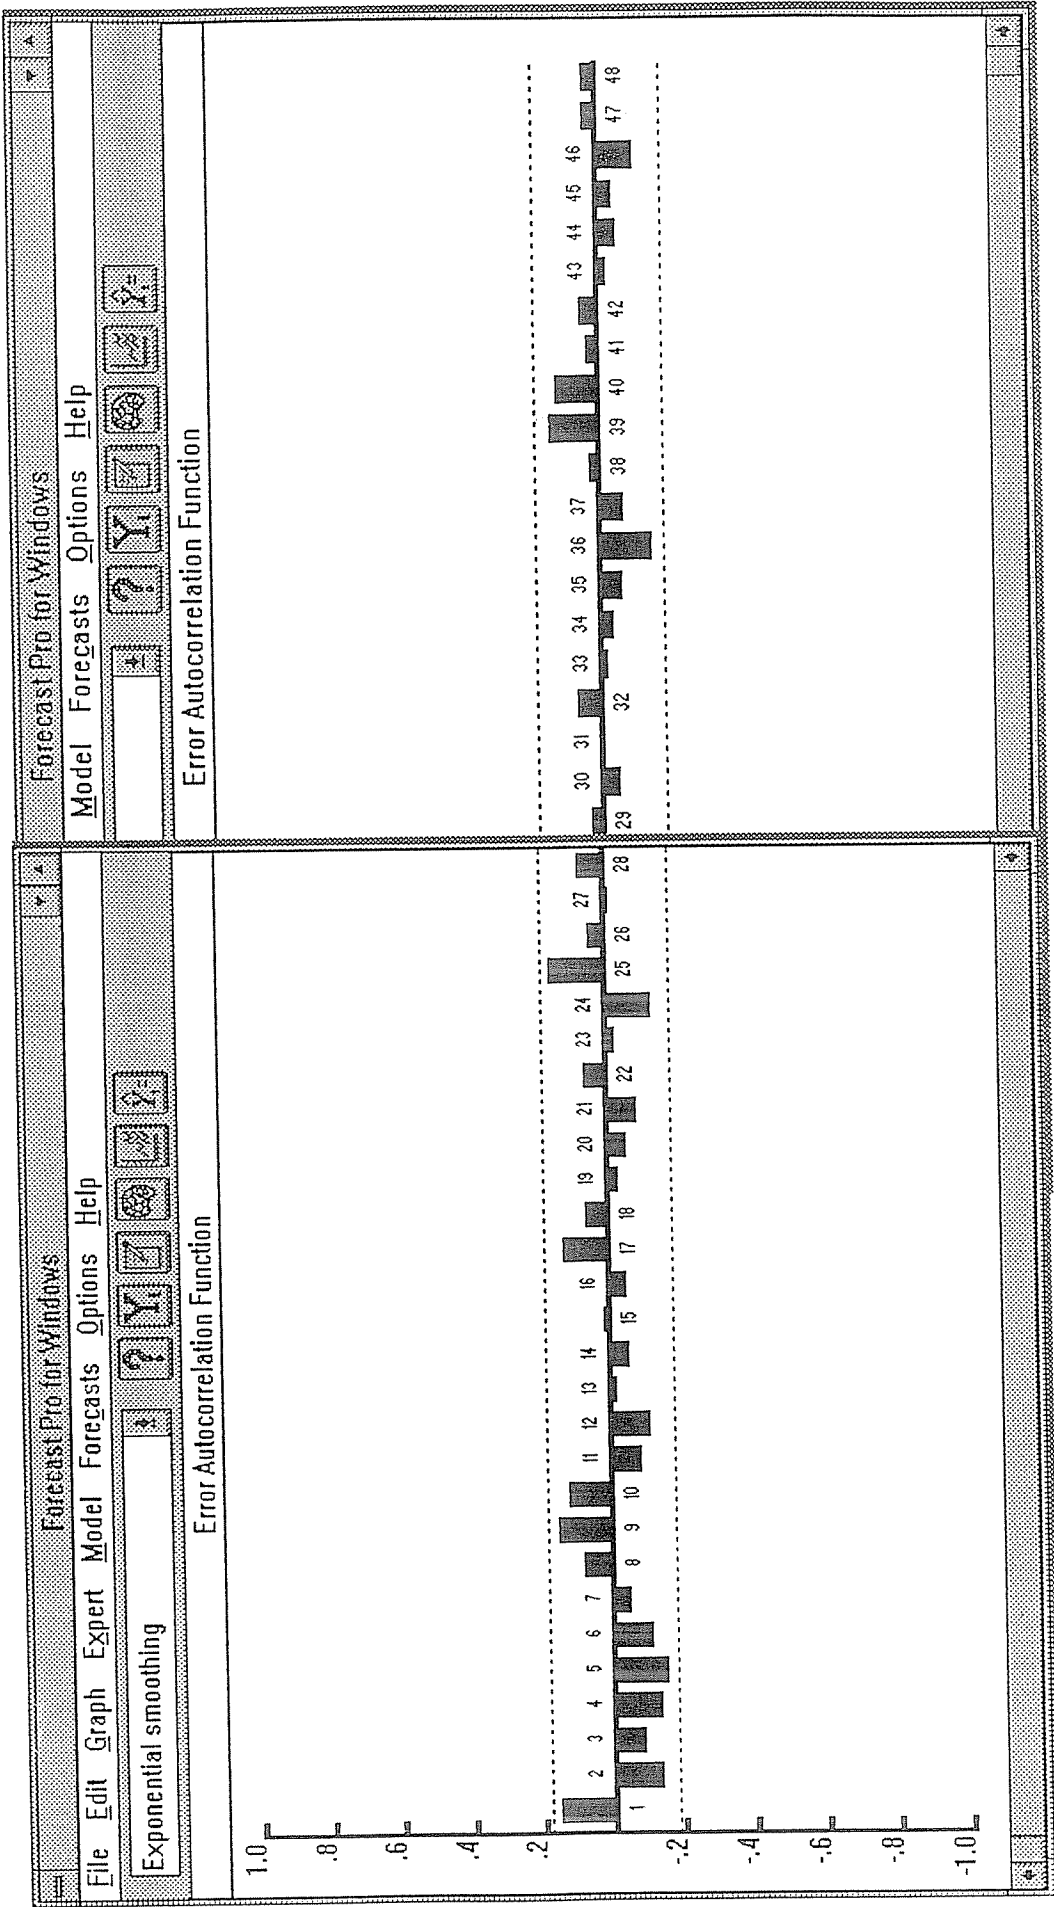 Forecast Pro for Windows
File Edit Graph Expert Model Forecasts Options Help
Exponential smoothing
? Yt Ŷt=
Error Autocorrelation Function
1.0
.8
.6
.4
.2
-.2
-.4
-.6
-.8
-1.0
1 2 3 4 5 6 7 8 9 10 11 12 13 14 15 16 17 18 19 20 21 22 23 24 25 26 27 28
Forecast Pro for Windows
Model Forecasts Options Help
? Yt Ŷt=
Error Autocorrelation Function
29 30 31 32 33 34 35 36 37 38 39 40 41 42 43 44 45 46 47 48